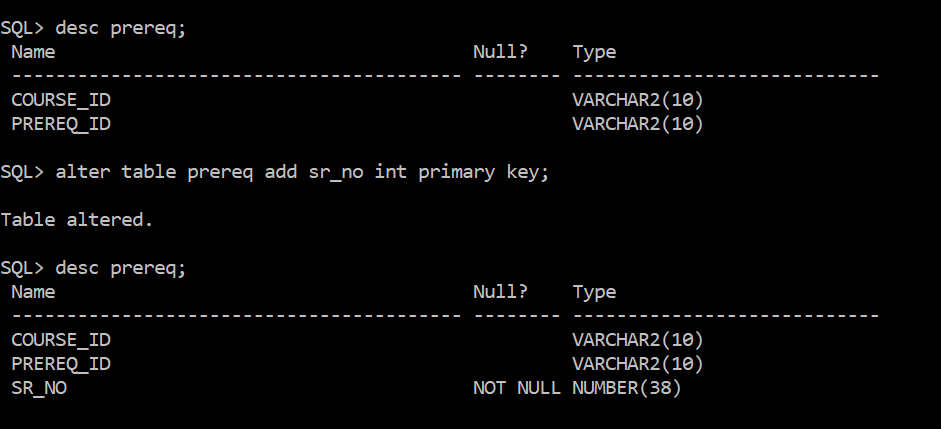 SQL> desc prereq;
 Name                                      Null?    Type
 ----------------------------------------- -------- ----------------------------
 COURSE_ID                                          VARCHAR2(10)
 PREREQ_ID                                          VARCHAR2(10)
SQL> alter table prereq add sr_no int primary key;
Table altered.
SQL> desc prereq;
 Name                                      Null?    Type
 ----------------------------------------- -------- ----------------------------
 COURSE_ID                                          VARCHAR2(10)
 PREREQ_ID                                          VARCHAR2(10)
 SR_NO                                     NOT NULL NUMBER(38)